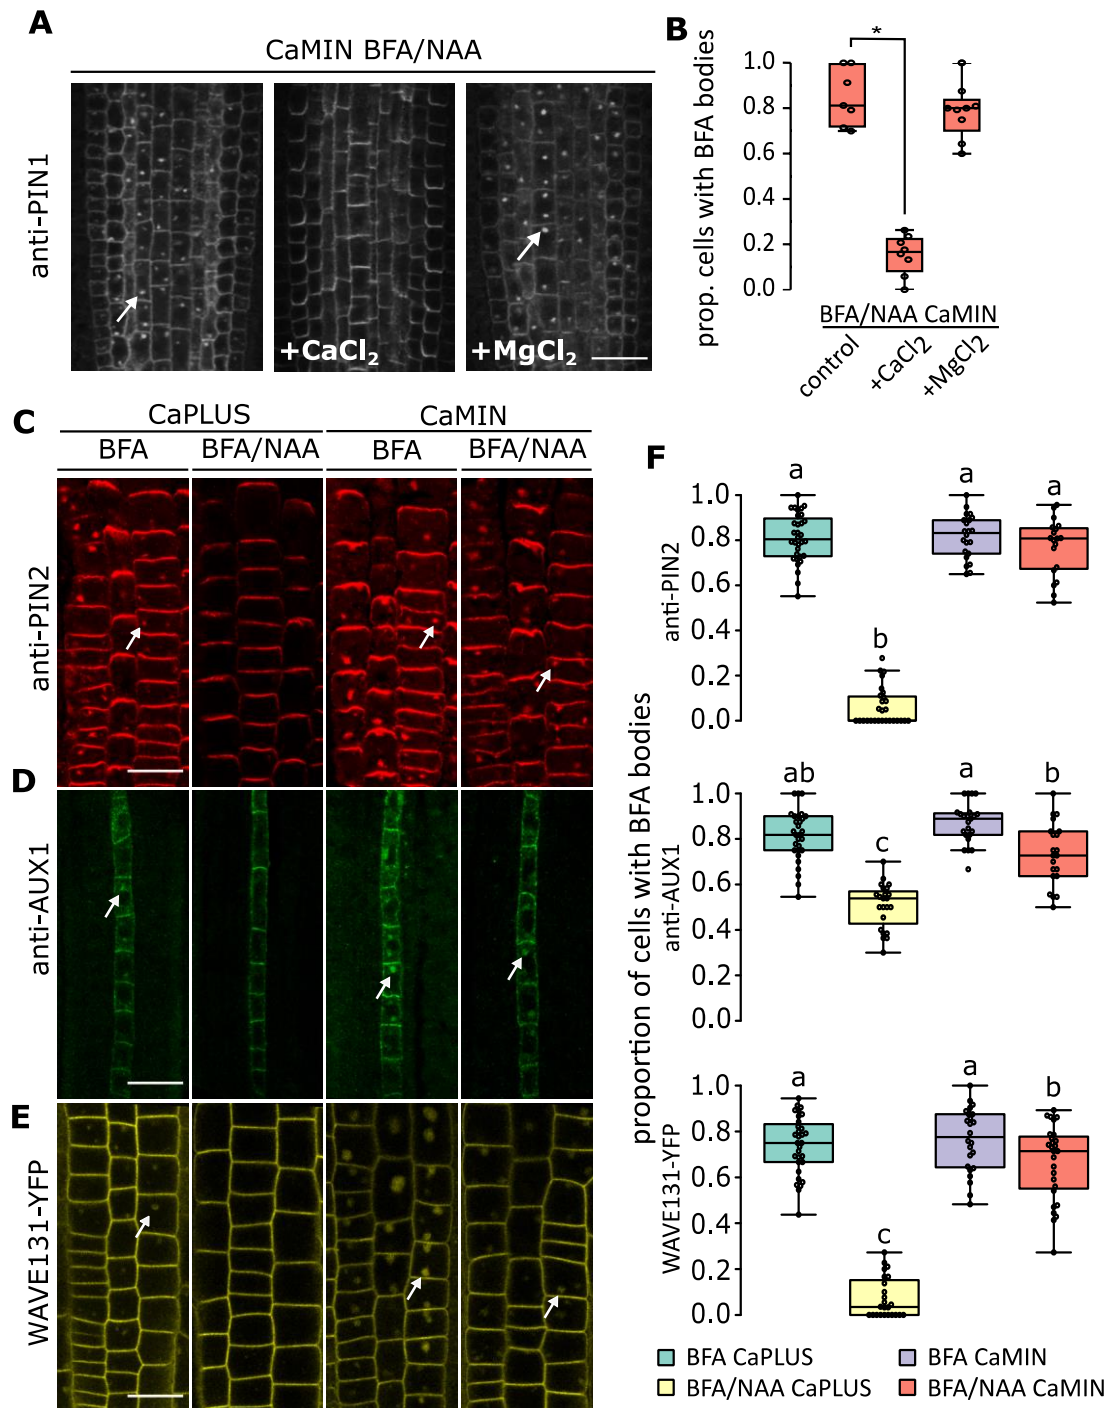 A
CaMIN BFA/NAA
anti-PIN1
+CaCl₂
+MgCl₂
B
prop. cells with BFA bodies
1.0
0.8
0.6
0.4
0.2
0.0
*
BFA/NAA CaMIN
control
+CaCl₂
+MgCl₂
C
CaPLUS
CaMIN
BFA
BFA/NAA
BFA
BFA/NAA
anti-PIN2
D
anti-AUX1
E
WAVE131-YFP
F
proportion of cells with BFA bodies
anti-PIN2
1.0
0.8
0.6
0.4
0.2
0.0
a
b
a
a
anti-AUX1
1.0
0.8
0.6
0.4
0.2
0.0
ab
c
a
b
WAVE131-YFP
1.0
0.8
0.6
0.4
0.2
0.0
a
c
a
b
BFA CaPLUS
BFA CaMIN
BFA/NAA CaPLUS
BFA/NAA CaMIN